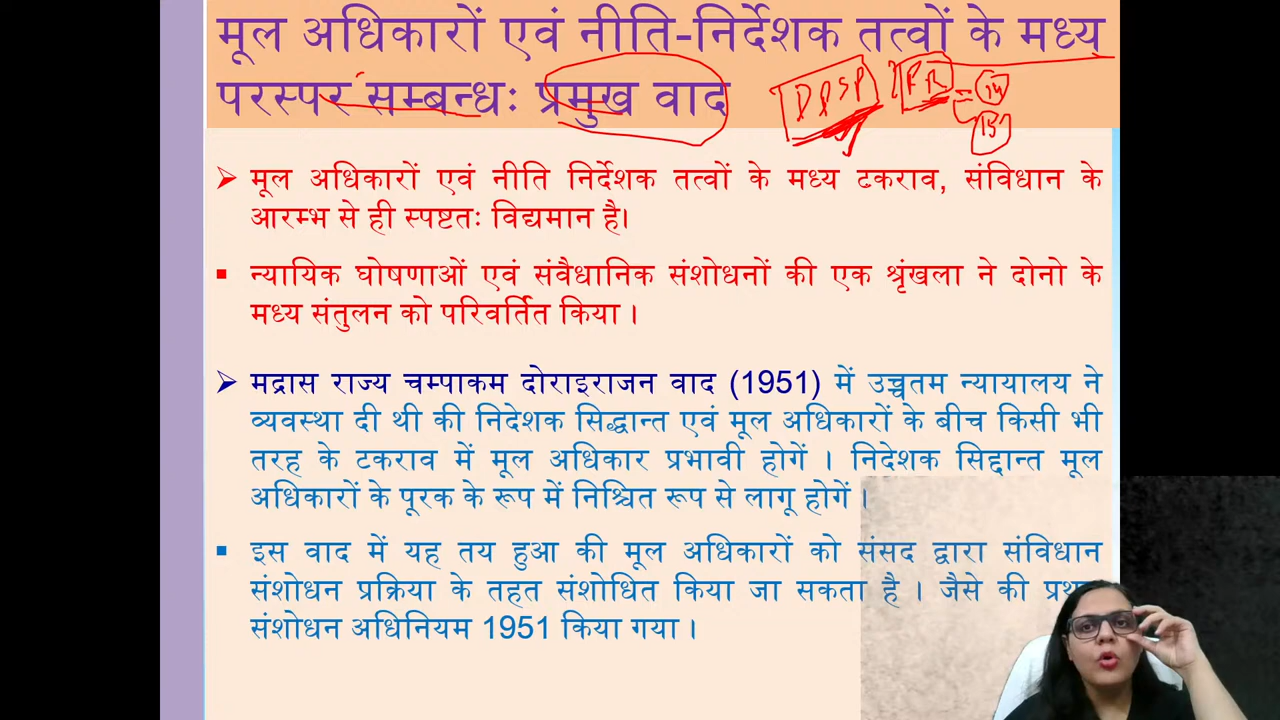 मूल अधिकारों एवं नीति-निर्देशक तत्वों के मध्य
परस्पर सम्बन्धः प्रमुख वाद
DPSP FR 14
15
मूल अधिकारों एवं नीति निर्देशक तत्वों के मध्य टकराव, संविधान के
आरम्भ से ही स्पष्टतः विद्यमान है।
न्यायिक घोषणाओं एवं संवैधानिक संशोधनों की एक श्रृंखला ने दोनो के
मध्य संतुलन को परिवर्तित किया ।
मद्रास राज्य चम्पाकम दोराइराजन वाद (1951) में उच्चतम न्यायालय ने
व्यवस्था दी थी की निदेशक सिद्धान्त एवं मूल अधिकारों के बीच किसी भी
तरह के टकराव में मूल अधिकार प्रभावी होगें । निदेशक सिद्दान्त मूल
अधिकारों के पूरक के रूप में निश्चित रूप से लागू होगें ।
इस वाद में यह तय हुआ की मूल अधिकारों को संसद द्वारा संविधान
संशोधन प्रक्रिया के तहत संशोधित किया जा सकता है । जैसे की
संशोधन अधिनियम 1951 किया गया ।